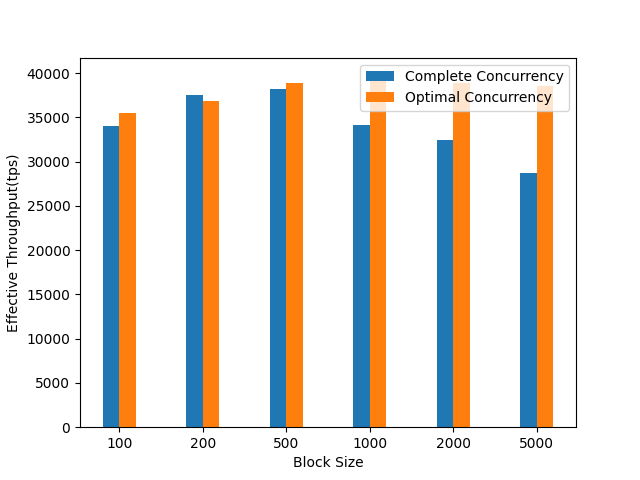 Complete Concurrency
Optimal Concurrency
40000
35000
30000
25000
20000
15000
10000
5000
0
Effective Throughput(tps)
100 200 500 1000 2000 5000
Block Size